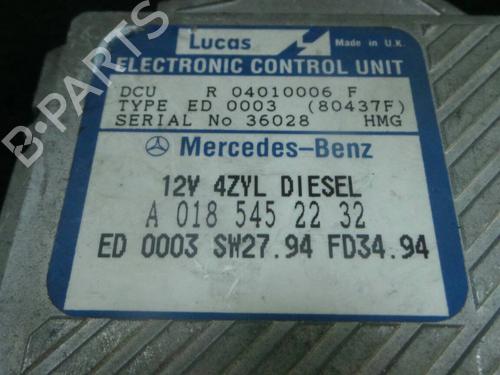 B-PARTS
Lucas
Made in U.K.
ELECTRONIC CONTROL UNIT
DCU R 04010006 F
TYPE ED 0003 (80437F)
SERIAL No 36028 HMG
Mercedes-Benz
12V 4ZYL DIESEL
A 018 545 22 32
ED 0003 SW27.94 FD34.94